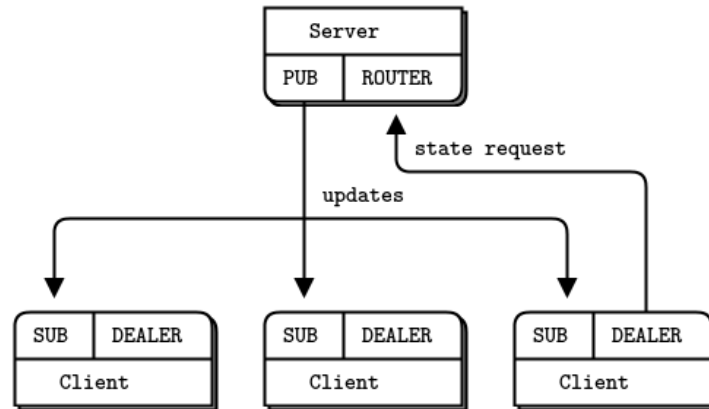 Server
PUB ROUTER
state request
updates
SUB DEALER SUB DEALER SUB DEALER
Client Client Client